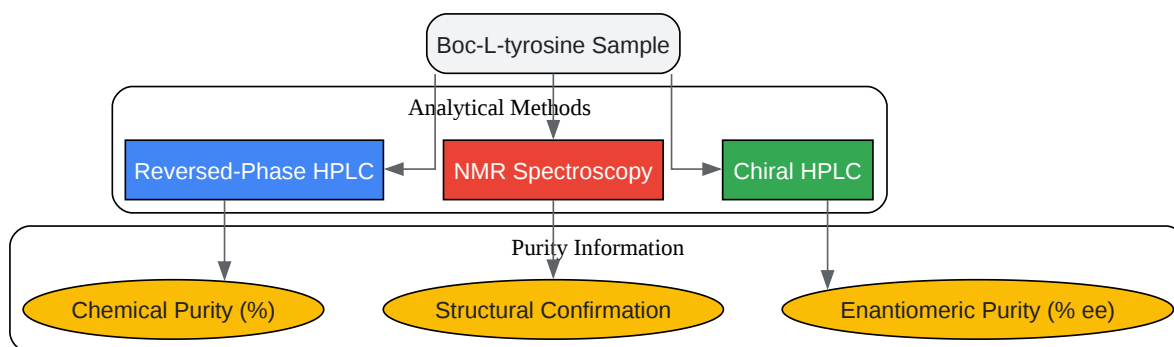 Boc-L-tyrosine Sample
Analytical Methods
Reversed-Phase HPLC
NMR Spectroscopy
Chiral HPLC
Purity Information
Chemical Purity (%)
Structural Confirmation
Enantiomeric Purity (% ee)